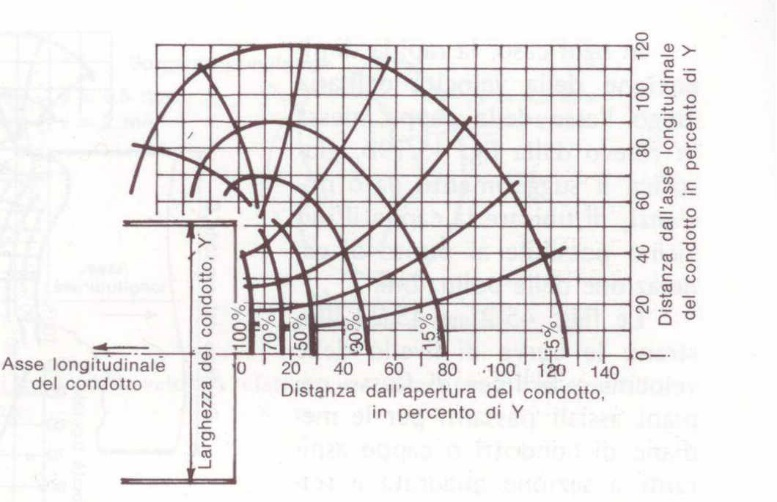 120
100
80
60
40
20
0
Distanza dall'asse longitudinale
del condotto in percento di Y
100%
70%
50%
30%
15%
5%
Larghezza del condotto, Y
Asse longitudinale
del condotto
0 20 40 60 80 100 120 140
Distanza dall'apertura del condotto,
in percento di Y